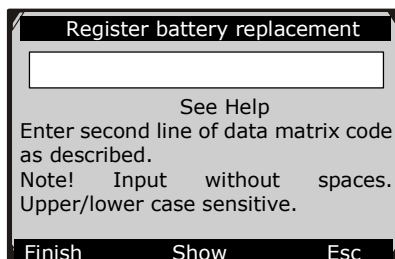 Register battery replacement
See Help
Enter second line of data matrix code
as described.
Note! Input without spaces.
Upper/lower case sensitive.
Finish Show Esc